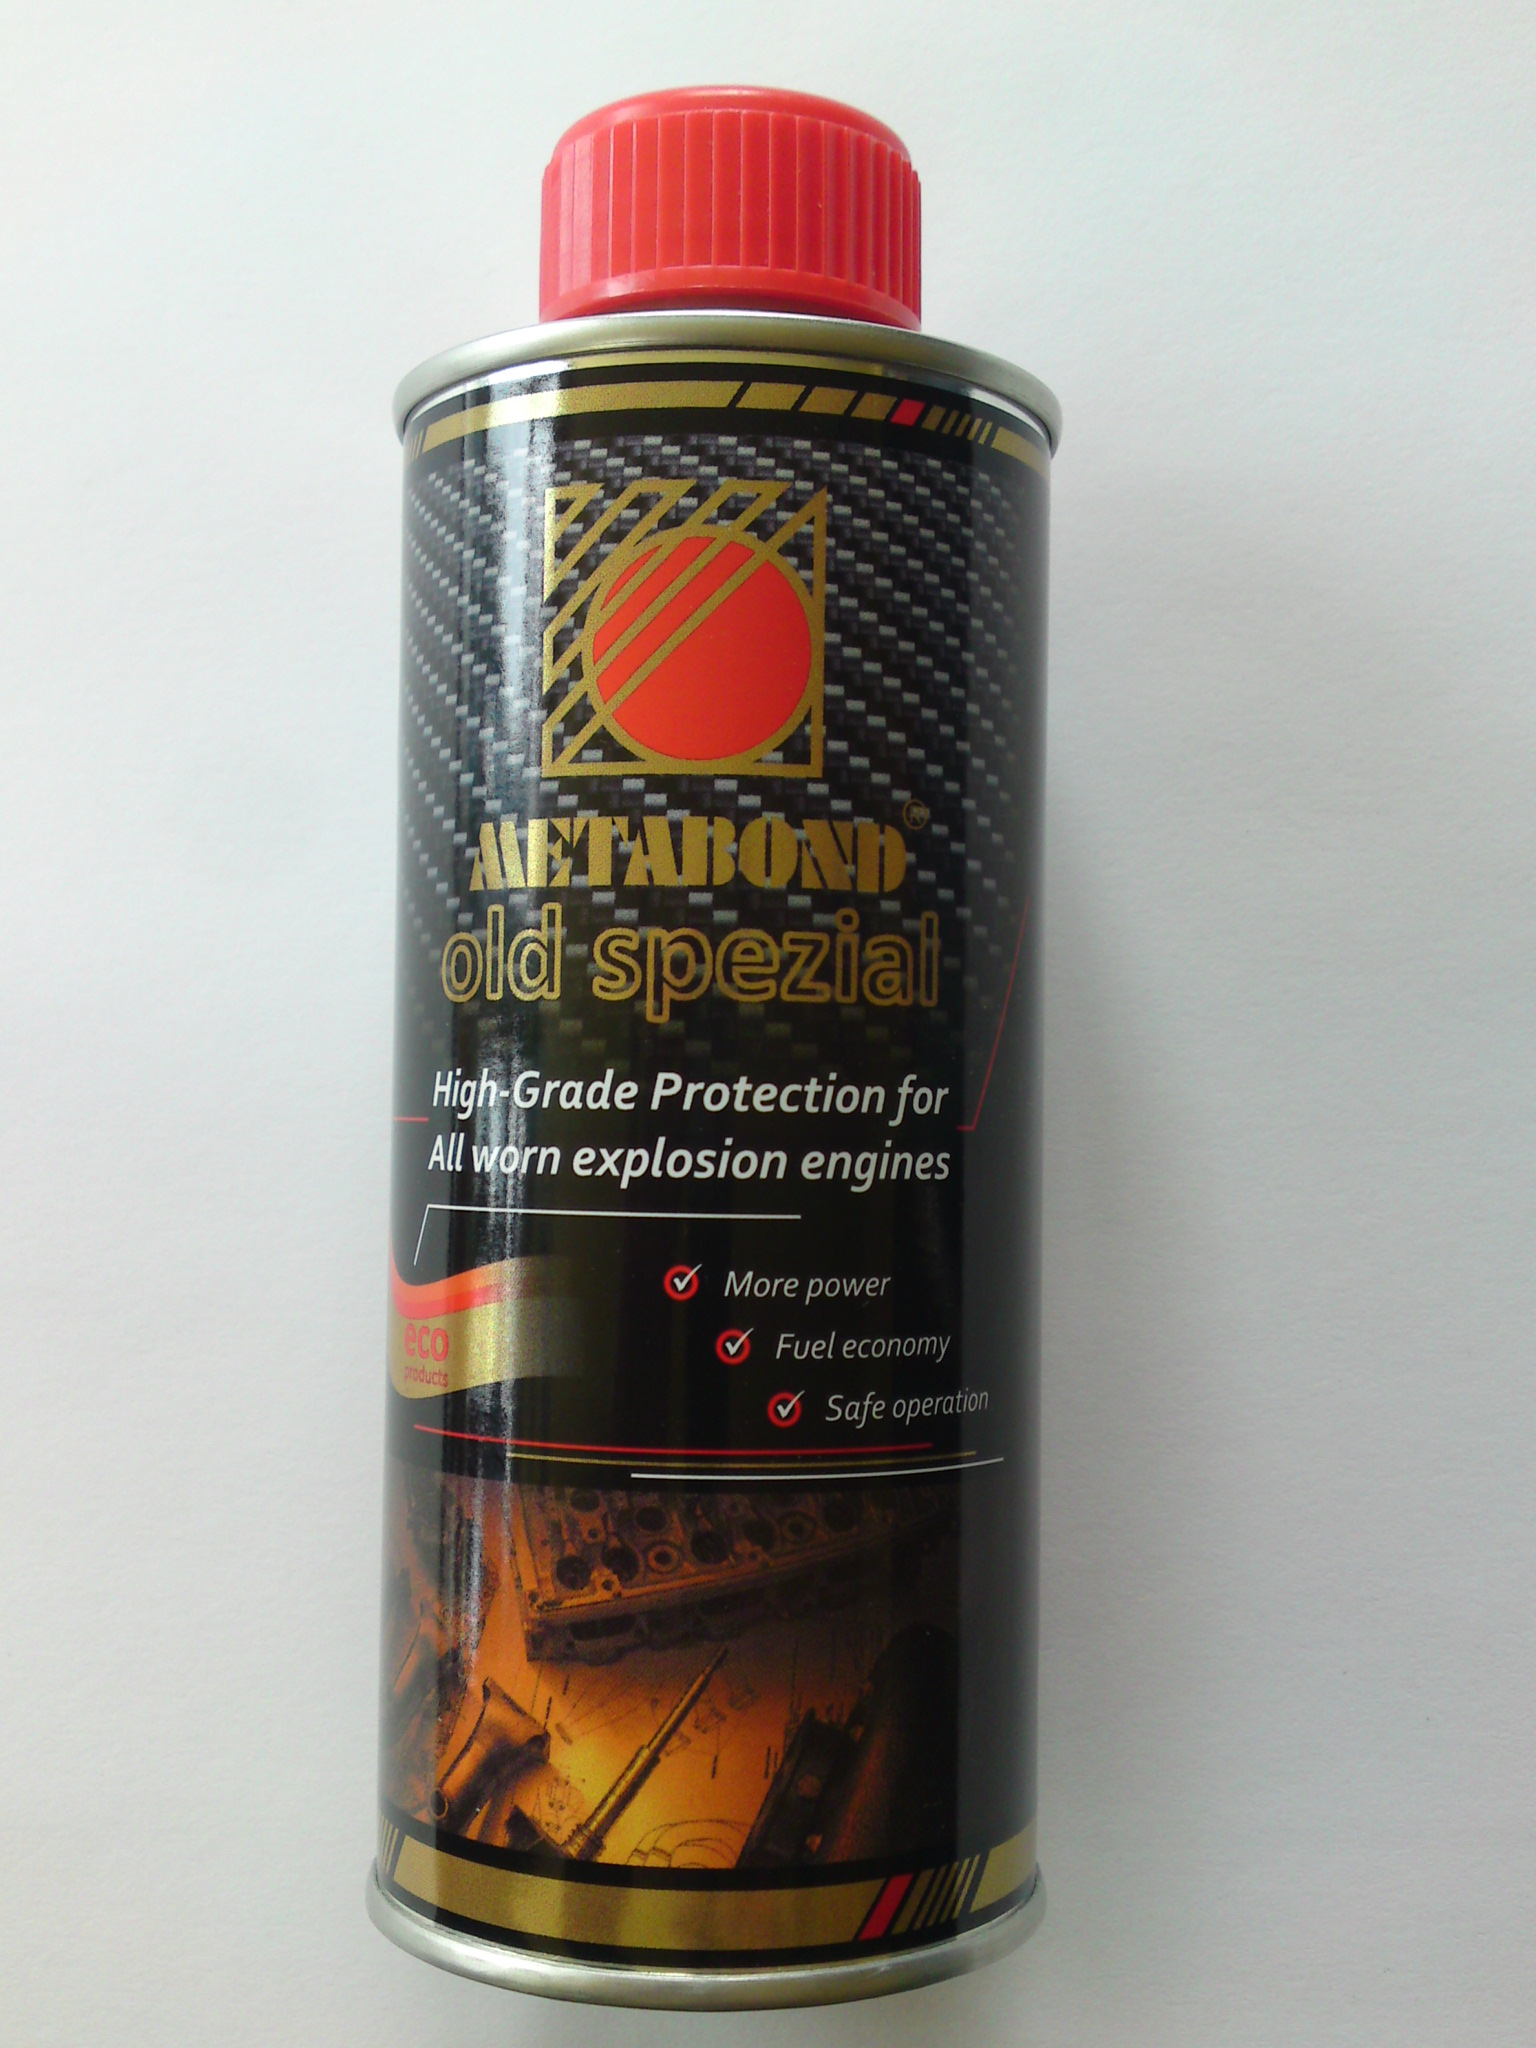 METABOND®
old spezial
High-Grade Protection for
All worn explosion engines
More power
Fuel economy
Safe operation
eco
products